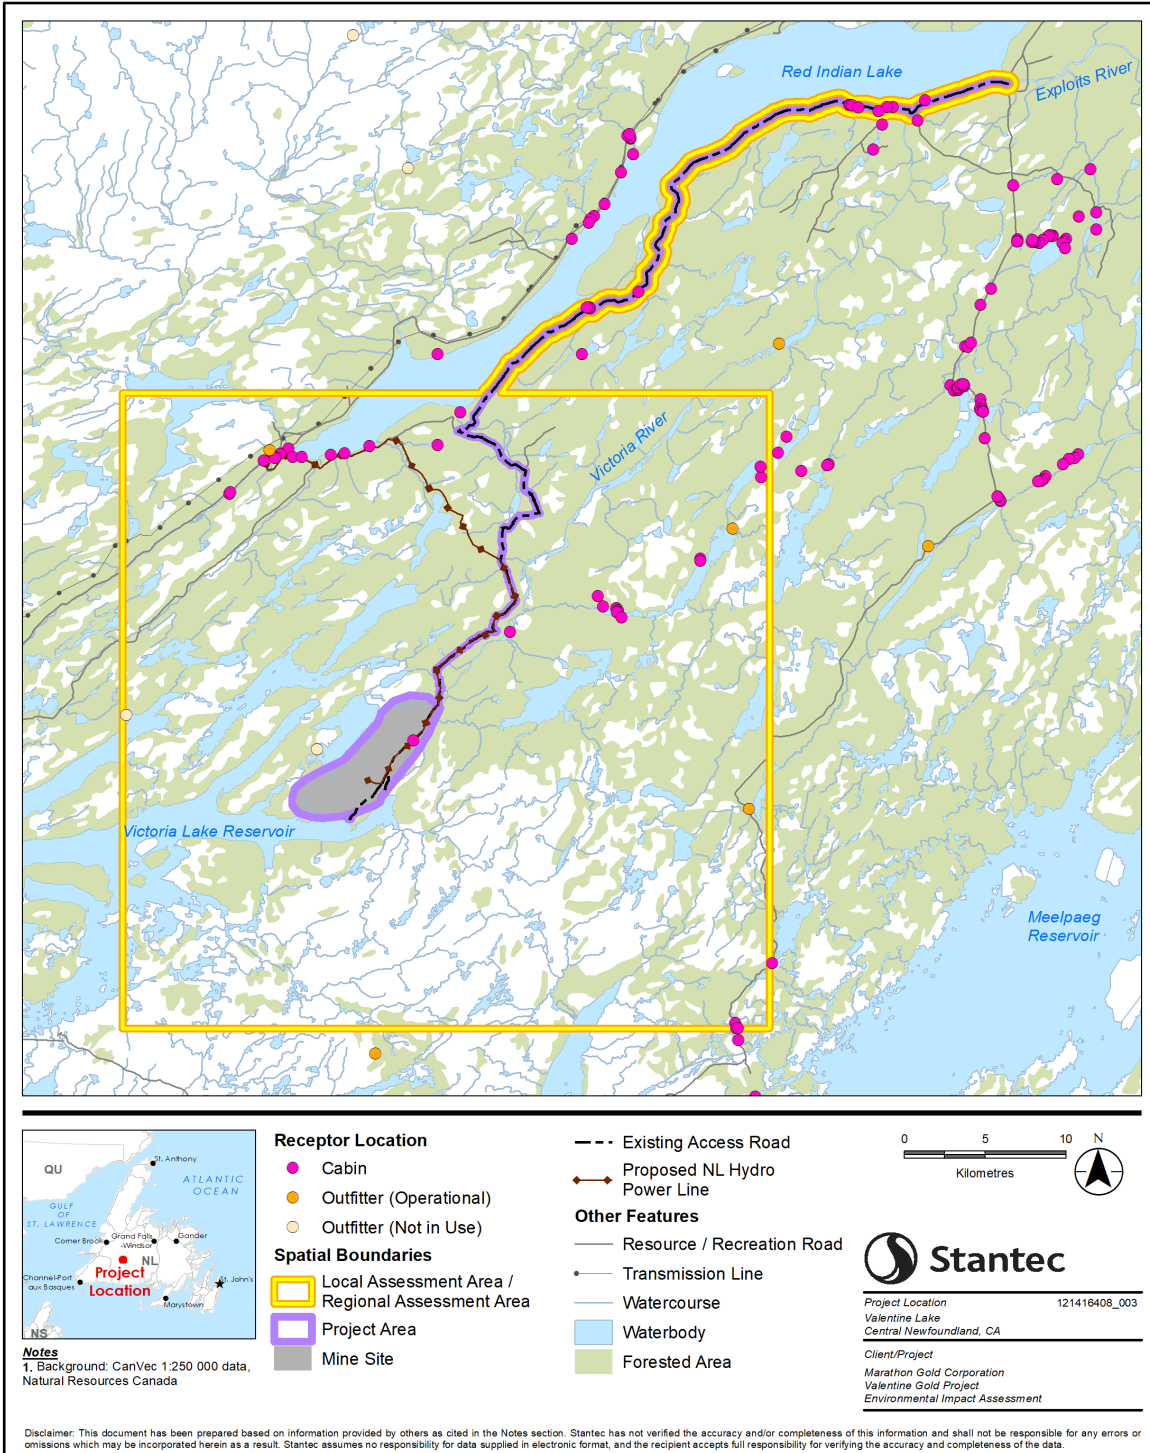 Red Indian Lake
Exploits River
Victoria River
Victoria Lake Reservoir
Meelpaeg
Reservoir
QU
St. Anthony
ATLANTIC
OCEAN
GULF
OF
ST. LAWRENCE
Corner Brook
Grand Falls
-Windsor
Gander
NL
Project
Location
Channel-Port
aux Basques
St. John's
Marystown
NS
Notes
1. Background: CanVec 1:250 000 data,
Natural Resources Canada
Receptor Location
Cabin
Outfitter (Operational)
Outfitter (Not in Use)
Spatial Boundaries
Local Assessment Area /
Regional Assessment Area
Project Area
Mine Site
Existing Access Road
Proposed NL Hydro
Power Line
Other Features
Resource / Recreation Road
Transmission Line
Watercourse
Waterbody
Forested Area
0 5 10
Kilometres
N
Stantec
Project Location 121416408_003
Valentine Lake
Central Newfoundland, CA
Client/Project
Marathon Gold Corporation
Valentine Gold Project
Environmental Impact Assessment
Disclaimer: This document has been prepared based on information provided by others as cited in the Notes section. Stantec has not verified the accuracy and/or completeness of this information and shall not be responsible for any errors or
omissions which may be incorporated herein as a result. Stantec assumes no responsibility for data supplied in electronic format, and the recipient accepts full responsibility for verifying the accuracy and completeness of the data.